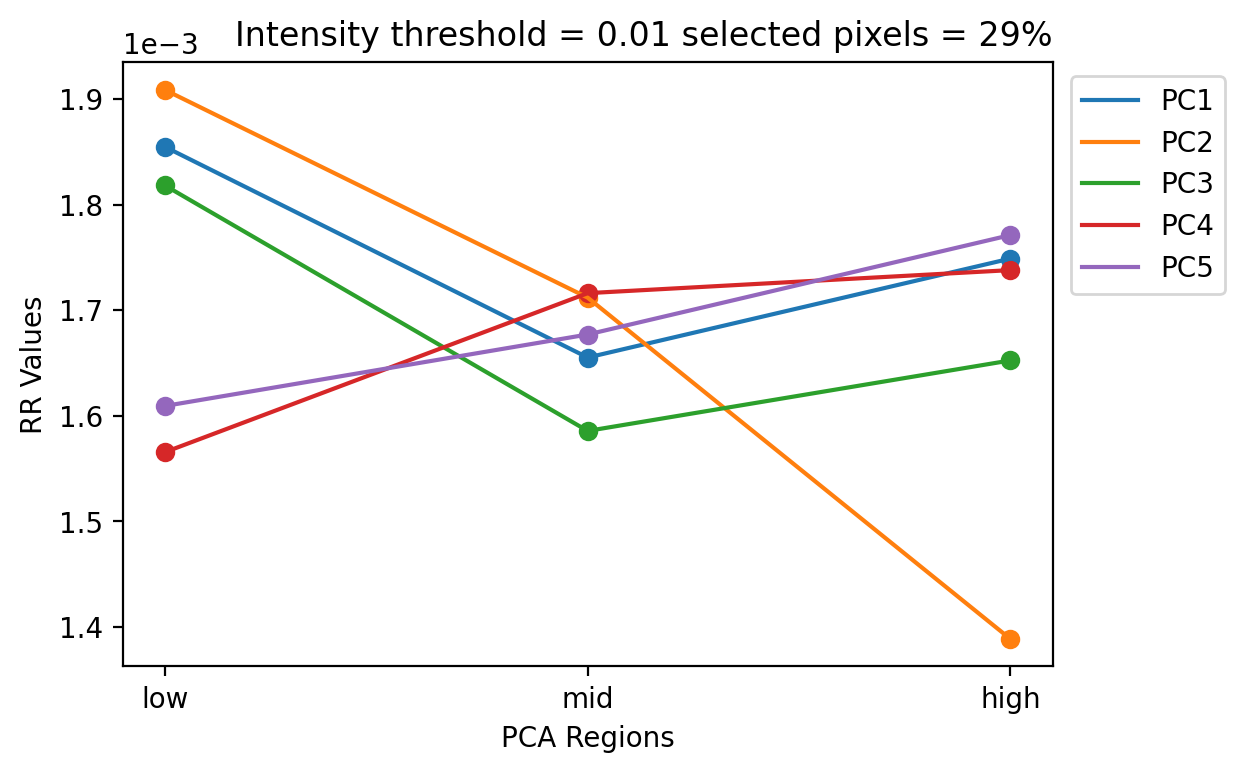 1e−3
Intensity threshold = 0.01 selected pixels = 29%
1.9
1.8
1.7
1.6
1.5
1.4
RR Values
low
mid
high
PCA Regions
PC1
PC2
PC3
PC4
PC5